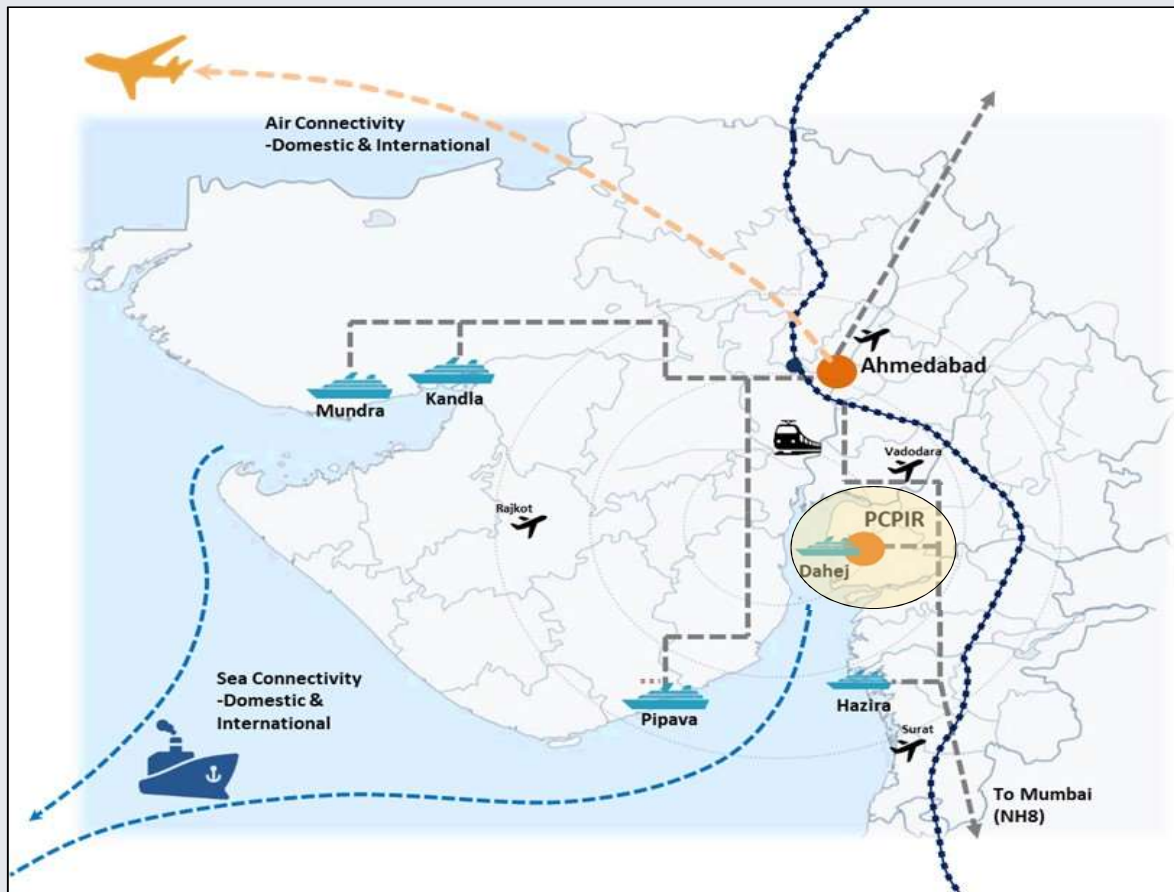 Air Connectivity
-Domestic & International
Ahmedabad
Mundra
Kandla
Vadodara
Rajkot
PCPIR
Dahej
Sea Connectivity
-Domestic &
International
Pipava
Hazira
Surat
To Mumbai
(NH8)